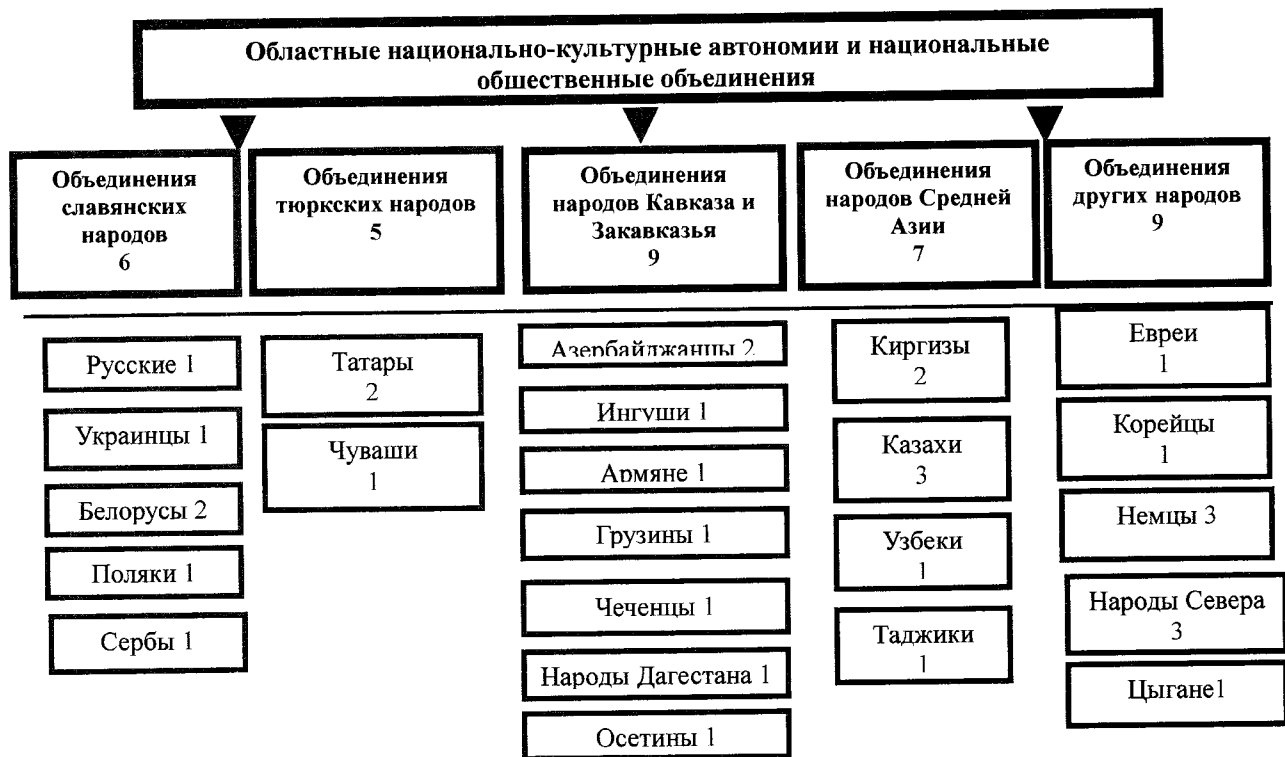 Областные национально-культурные автономии и национальные
обшественные объединения
Объединения
славянских
народов
6
Объединения
тюркских народов
5
Объединения
народов Кавказа и
Закавказья
9
Объединения
народов Средней
Азии
7
Объединения
других народов
9
Русские 1
Украинцы 1
Белорусы 2
Поляки 1
Сербы 1
Татары
2
Чуваши
1
Азербайджанцы 2
Ингуши 1
Армяне 1
Грузины 1
Чеченцы 1
Народы Дагестана 1
Осетины 1
Киргизы
2
Казахи
3
Узбеки
1
Таджики
1
Евреи
1
Корейцы
1
Немцы 3
Народы Севера
3
Цыгане1